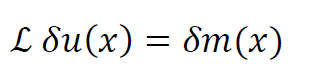 ℒ δu(x) = δm(x)